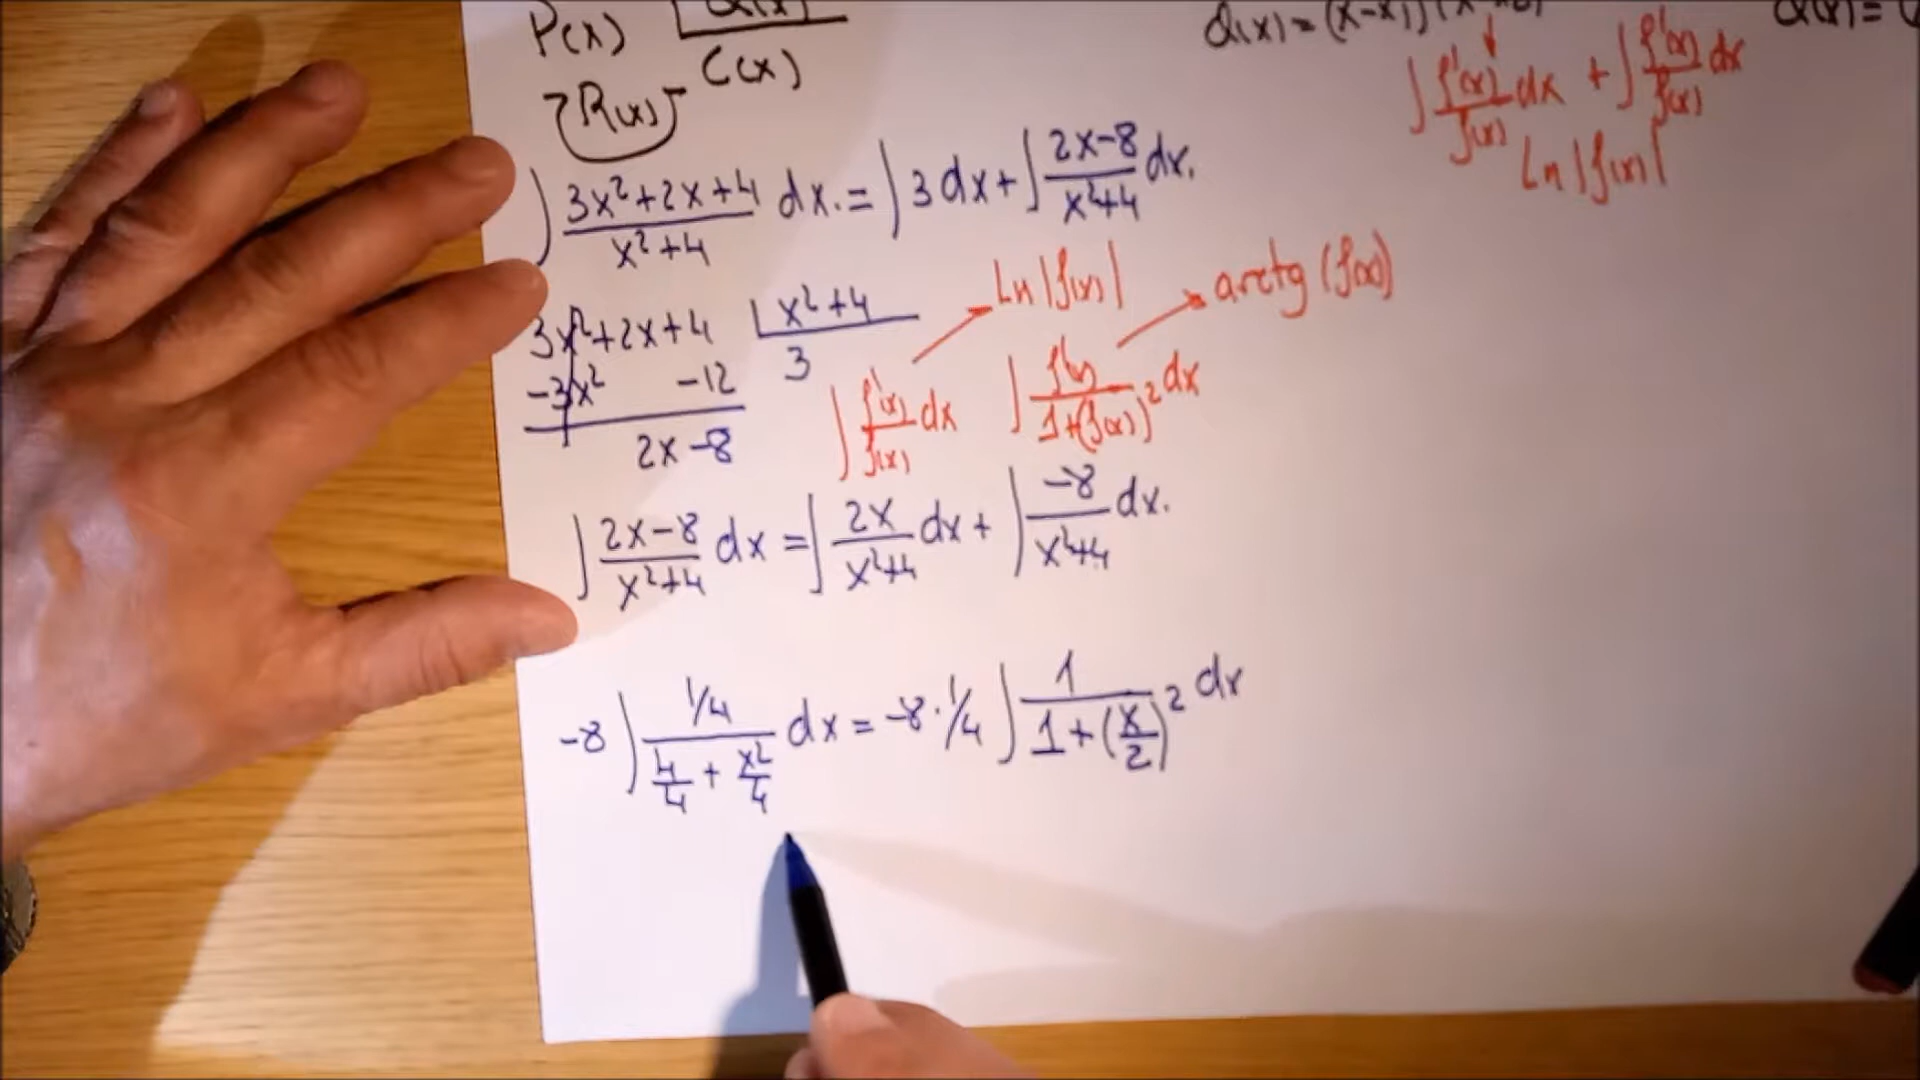 P(x) Q(x)
R(x) C(x)
Q(x) = (x-x₁)(x-x₂)
Q(x) = (
∫ f'(x)/f(x) dx + ∫ f'(x)/f(x) dx
Ln|f(x)|
∫ (3x²+2x+4)/(x²+4) dx. = ∫ 3 dx + ∫ (2x-8)/(x²+4) dx.
3x²+2x+4 x²+4
-3x² -12 3
2x-8
Ln|f(x)| arctg (f(x))
∫ f'(x)/f(x) dx ∫ f'(x)/(1+(f(x))²) dx
∫ (2x-8)/(x²+4) dx = ∫ 2x/(x²+4) dx + ∫ -8/(x²+4) dx.
-8 ∫ (1/4)/(4/4 + x²/4) dx = -8·1/4 ∫ 1/(1+(x/2)²) dx